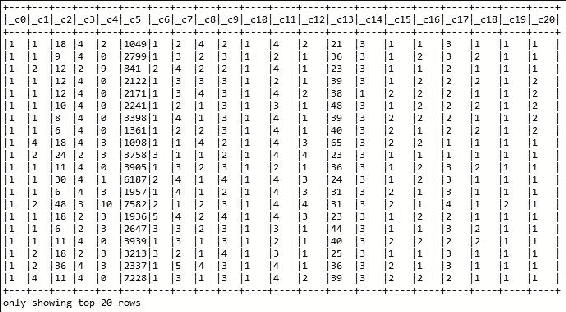 |_c0|_c1|_c2|_c3|_c4| _c5|_c6|_c7|_c8|_c9|_c10|_c11|_c12|_c13|_c14|_c15|_c16|_c17|_c18|_c19|_c20|
|1 |1 |18 |4 |2 |1049|1 |2 |4 |2 |1 |4 |2 |21 |3 |1 |1 |3 |1 |1 |1 |
|1 |1 |9 |4 |0 |2799|1 |3 |2 |3 |1 |2 |1 |36 |3 |1 |2 |3 |2 |1 |1 |
|1 |2 |12 |2 |9 |841 |2 |4 |2 |2 |1 |4 |1 |23 |3 |1 |1 |2 |1 |1 |1 |
|1 |1 |12 |4 |0 |2122|1 |3 |3 |3 |1 |2 |1 |39 |3 |1 |2 |2 |2 |1 |2 |
|1 |1 |12 |4 |0 |2171|1 |3 |4 |3 |1 |4 |2 |38 |1 |2 |2 |2 |1 |1 |2 |
|1 |1 |10 |4 |0 |2241|1 |2 |1 |3 |1 |3 |1 |48 |3 |1 |2 |2 |2 |1 |2 |
|1 |1 |8 |4 |0 |3398|1 |4 |1 |3 |1 |4 |1 |39 |3 |2 |2 |2 |1 |1 |2 |
|1 |1 |6 |4 |0 |1361|1 |2 |2 |3 |1 |4 |1 |40 |3 |2 |1 |2 |2 |1 |2 |
|1 |4 |18 |4 |3 |1098|1 |1 |4 |2 |1 |4 |3 |65 |3 |2 |2 |1 |1 |1 |1 |
|1 |2 |24 |2 |3 |3758|3 |1 |1 |2 |1 |4 |4 |23 |3 |1 |1 |1 |1 |1 |1 |
|1 |1 |11 |4 |0 |3905|1 |3 |2 |3 |1 |2 |1 |36 |3 |1 |2 |3 |2 |1 |1 |
|1 |1 |30 |4 |1 |6187|2 |4 |1 |4 |1 |4 |3 |24 |3 |1 |2 |3 |1 |1 |1 |
|1 |1 |6 |4 |3 |1957|1 |4 |1 |2 |1 |4 |3 |31 |3 |2 |1 |3 |1 |1 |1 |
|1 |2 |48 |3 |10 |7582|2 |1 |2 |3 |1 |4 |4 |31 |3 |2 |1 |4 |1 |2 |1 |
|1 |1 |18 |2 |3 |1936|5 |4 |2 |4 |1 |4 |3 |23 |3 |1 |2 |2 |1 |1 |1 |
|1 |1 |6 |2 |3 |2647|3 |3 |2 |3 |1 |3 |1 |44 |3 |1 |1 |3 |2 |1 |1 |
|1 |1 |11 |4 |0 |3939|1 |3 |1 |3 |1 |2 |1 |40 |3 |2 |2 |2 |2 |1 |1 |
|1 |2 |18 |2 |3 |3213|3 |2 |1 |4 |1 |3 |1 |25 |3 |1 |1 |3 |1 |1 |1 |
|1 |2 |36 |4 |3 |2337|1 |5 |4 |3 |1 |4 |1 |36 |3 |2 |1 |3 |1 |1 |1 |
|1 |4 |11 |4 |0 |7228|1 |3 |1 |3 |1 |4 |2 |39 |3 |2 |2 |2 |1 |1 |1 |
only showing top 20 rows